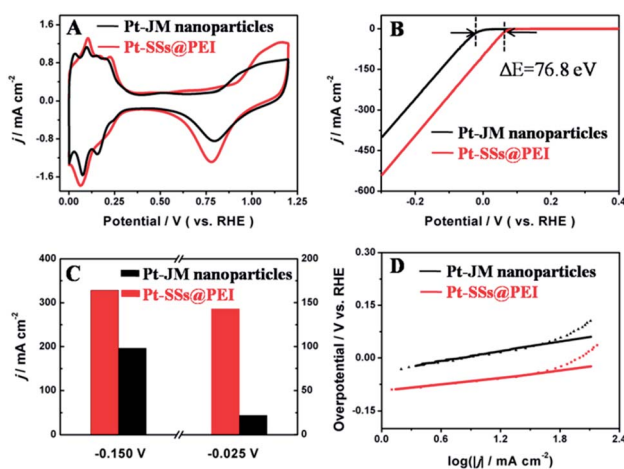 A
Pt-JM nanoparticles
Pt-SSs@PEI
1.6
0.8
0.0
-0.8
-1.6
j / mA cm-2
0.00 0.25 0.50 0.75 1.00 1.25
Potential / V ( vs. RHE )
B
ΔE=76.8 eV
Pt-JM nanoparticles
Pt-SSs@PEI
0
-150
-300
-450
-600
j / mA cm-2
-0.2 0.0 0.2 0.4
Potential / V ( vs. RHE )
C
Pt-JM nanoparticles
Pt-SSs@PEI
400
300
200
100
0
j / mA cm-2
200
150
100
50
0
-0.150 V -0.025 V
D
Pt-JM nanoparticles
Pt-SSs@PEI
0.30
0.15
0.00
-0.15
Overpotential / V vs. RHE
0.0 0.6 1.2 1.8 2.4
log(|j| / mA cm-2)